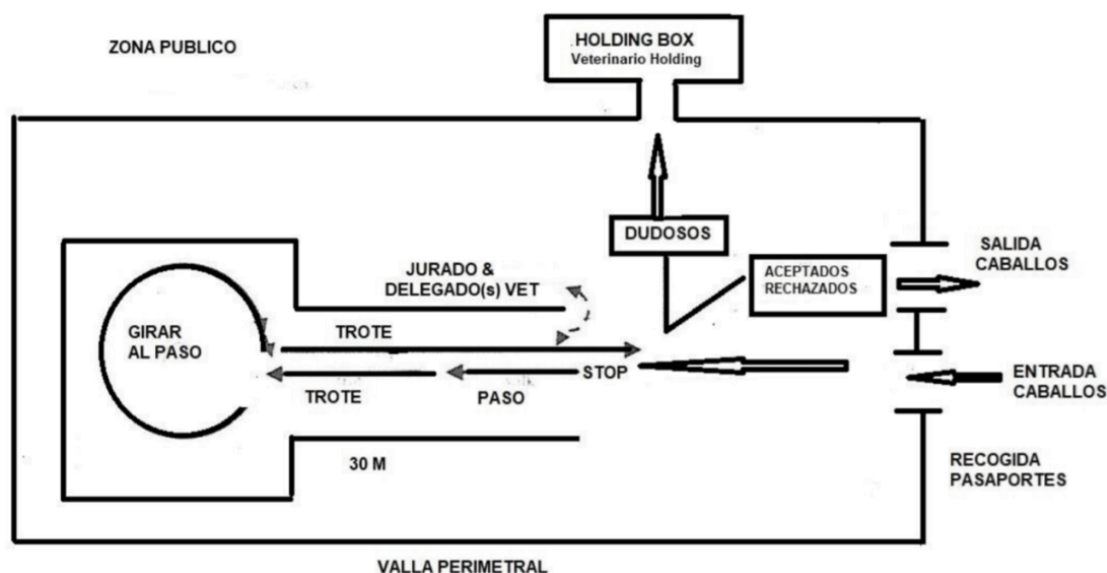 ZONA PUBLICO
HOLDING BOX
Veterinario Holding
DUDOSOS
SALIDA
CABALLOS
ACEPTADOS
RECHAZADOS
JURADO &
DELEGADO(s) VET
GIRAR
AL PASO
TROTE
STOP
TROTE
PASO
ENTRADA
CABALLOS
30 M
RECOGIDA
PASAPORTES
VALLA PERIMETRAL